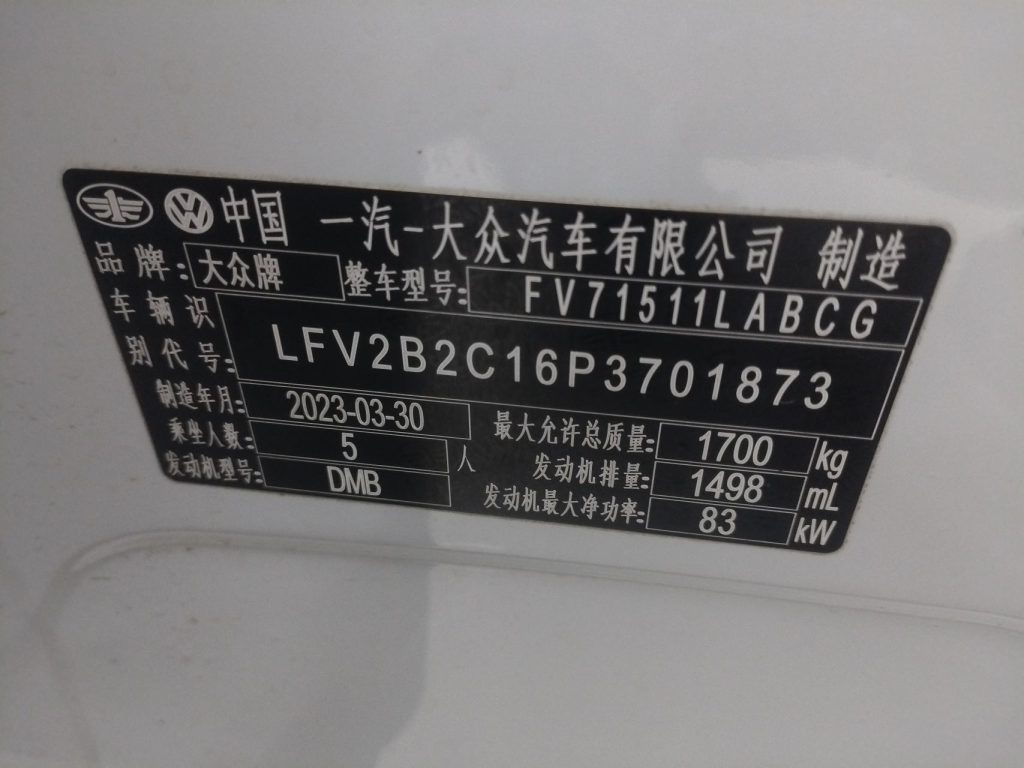 中国 一汽-大众汽车有限公司 制造
品牌: 大众牌 整车型号: FV71511LABCG
车辆识别代号: LFV2B2C16P3701873
制造年月: 2023-03-30 最大允许总质量: 1700 kg
乘坐人数: 5 人 发动机排量: 1498 mL
发动机型号: DMB 发动机最大净功率: 83 kW